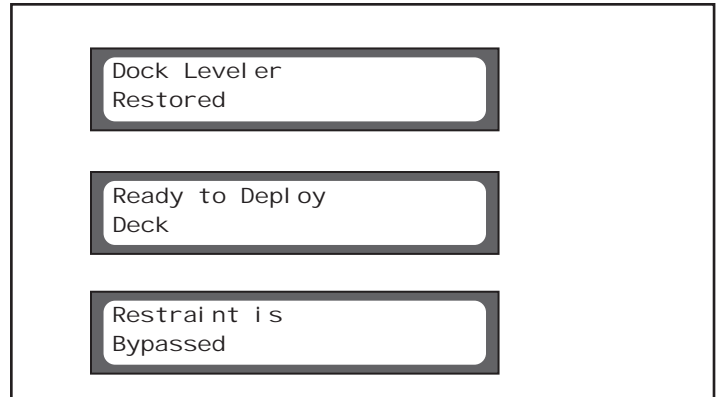 Dock Leveler
Restored
Ready to Deploy
Deck
Restraint is
Bypassed